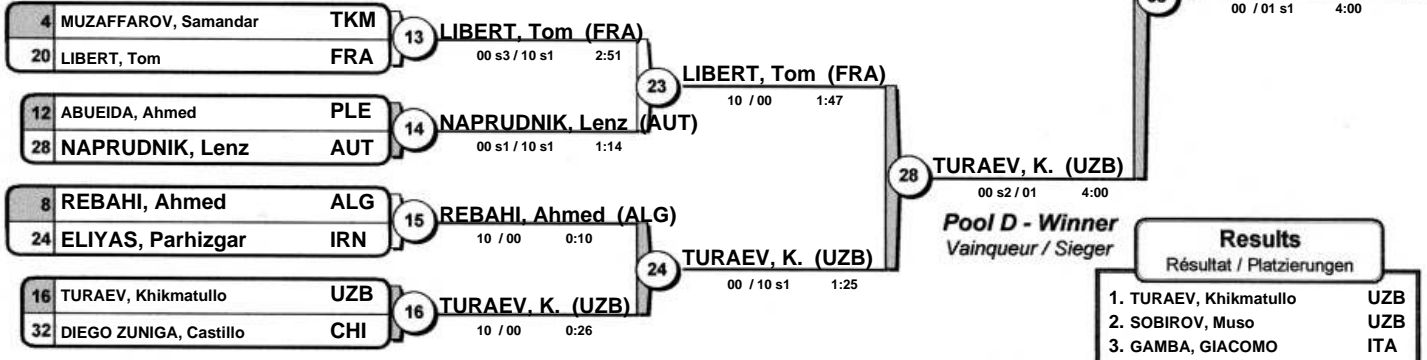 00 / 01 s1 4:00
4 MUZAFFAROV, Samandar TKM
20 LIBERT, Tom FRA
13 LIBERT, Tom (FRA)
00 s3 / 10 s1 2:51
12 ABUEIDA, Ahmed PLE
28 NAPRUDNIK, Lenz AUT
14 NAPRUDNIK, Lenz (AUT)
00 s1 / 10 s1 1:14
23 LIBERT, Tom (FRA)
10 / 00 1:47
8 REBAHI, Ahmed ALG
24 ELIYAS, Parhizgar IRN
15 REBAHI, Ahmed (ALG)
10 / 00 0:10
16 TURAEV, Khikmatullo UZB
32 DIEGO ZUNIGA, Castillo CHI
16 TURAEV, K. (UZB)
10 / 00 0:26
24 TURAEV, K. (UZB)
00 / 10 s1 1:25
28 TURAEV, K. (UZB)
00 s2 / 01 4:00
Pool D - Winner
Vainqueur / Sieger
Results
Résultat / Platzierungen
1. TURAEV, Khikmatullo UZB
2. SOBIROV, Muso UZB
3. GAMBA, GIACOMO ITA